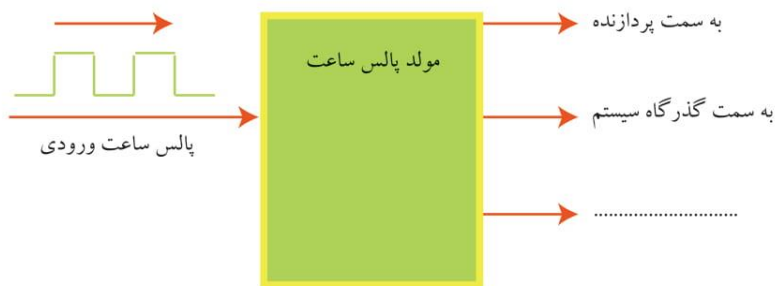 به سمت پردازنده
مولد پالس ساعت
به سمت گذرگاه سیستم
پالس ساعت ورودی
.............................